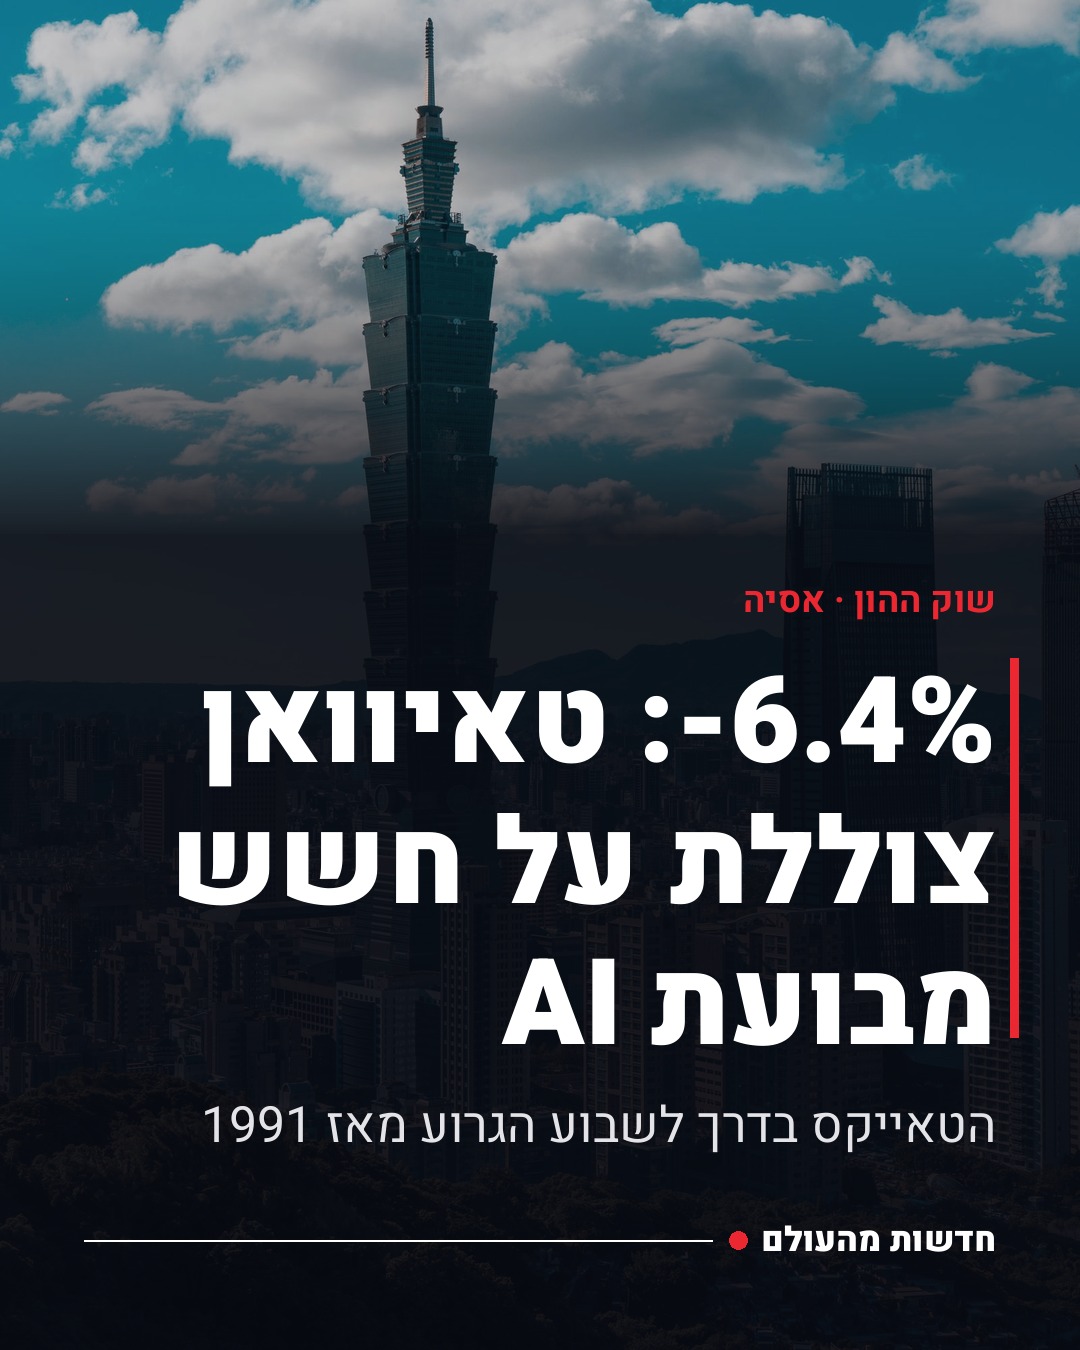 שוק ההון · אסיה
6.4%-: טאיוואן
צוללת על חשש
מבועת AI
הטאייקס בדרך לשבוע הגרוע מאז 1991
חדשות מהעולם